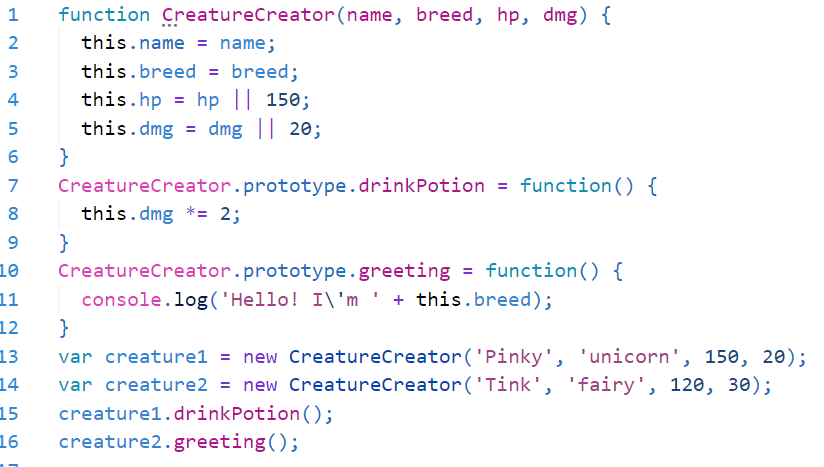 1 function CreatureCreator(name, breed, hp, dmg) {
2 this.name = name;
3 this.breed = breed;
4 this.hp = hp || 150;
5 this.dmg = dmg || 20;
6 }
7 CreatureCreator.prototype.drinkPotion = function() {
8 this.dmg *= 2;
9 }
10 CreatureCreator.prototype.greeting = function() {
11 console.log('Hello! I\'m ' + this.breed);
12 }
13 var creature1 = new CreatureCreator('Pinky', 'unicorn', 150, 20);
14 var creature2 = new CreatureCreator('Tink', 'fairy', 120, 30);
15 creature1.drinkPotion();
16 creature2.greeting();